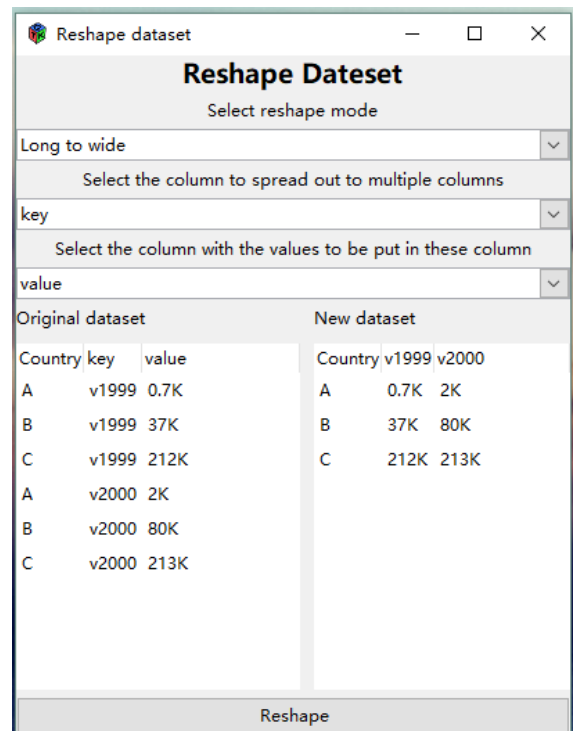 Reshape dataset
Reshape Dateset
Select reshape mode
Long to wide
Select the column to spread out to multiple columns
key
Select the column with the values to be put in these column
value
Original dataset New dataset
Country key value Country v1999 v2000
A v1999 0.7K A 0.7K 2K
B v1999 37K B 37K 80K
C v1999 212K C 212K 213K
A v2000 2K
B v2000 80K
C v2000 213K
Reshape